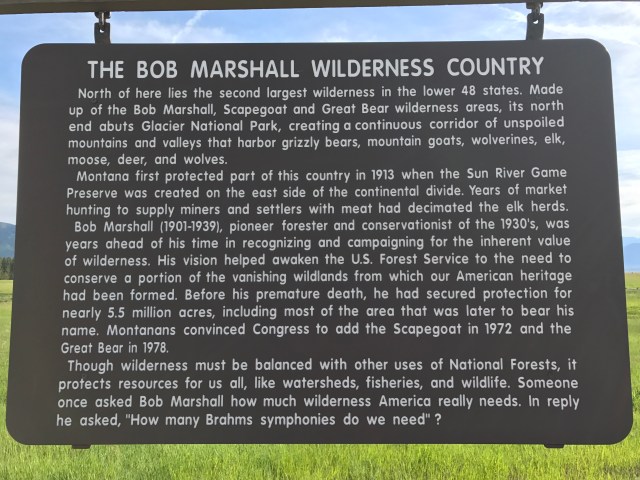 THE BOB MARSHALL WILDERNESS COUNTRY
North of here lies the second largest wilderness in the lower 48 states. Made
up of the Bob Marshall, Scapegoat and Great Bear wilderness areas, its north
end abuts Glacier National Park, creating a continuous corridor of unspoiled
mountains and valleys that harbor grizzly bears, mountain goats, wolverines, elk,
moose, deer, and wolves.
Montana first protected part of this country in 1913 when the Sun River Game
Preserve was created on the east side of the continental divide. Years of market
hunting to supply miners and settlers with meat had decimated the elk herds.
Bob Marshall (1901-1939), pioneer forester and conservationist of the 1930's, was
years ahead of his time in recognizing and campaigning for the inherent value
of wilderness. His vision helped awaken the U.S. Forest Service to the need to
conserve a portion of the vanishing wildlands from which our American heritage
had been formed. Before his premature death, he had secured protection for
nearly 5.5 million acres, including most of the area that was later to bear his
name. Montanans convinced Congress to add the Scapegoat in 1972 and the
Great Bear in 1978.
Though wilderness must be balanced with other uses of National Forests, it
protects resources for us all, like watersheds, fisheries, and wildlife. Someone
once asked Bob Marshall how much wilderness America really needs. In reply
he asked, "How many Brahms symphonies do we need" ?